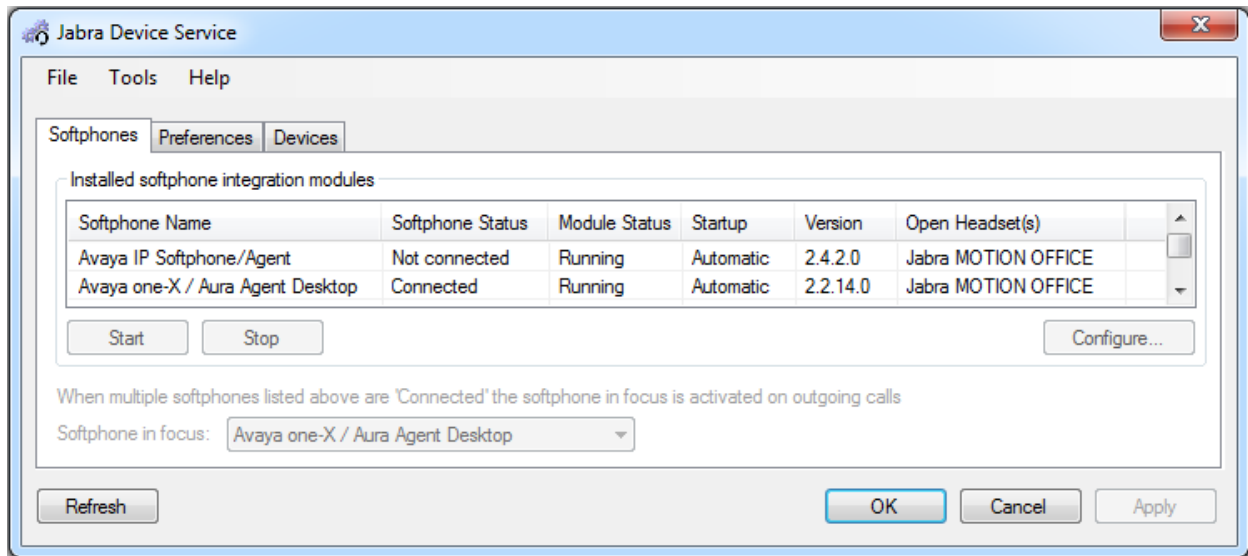 Jabra Device Service
File Tools Help
Softphones Preferences Devices
Installed softphone integration modules
Softphone Name Softphone Status Module Status Startup Version Open Headset(s)
Avaya IP Softphone/Agent Not connected Running Automatic 2.4.2.0 Jabra MOTION OFFICE
Avaya one-X / Aura Agent Desktop Connected Running Automatic 2.2.14.0 Jabra MOTION OFFICE
Start Stop Configure...
When multiple softphones listed above are 'Connected' the softphone in focus is activated on outgoing calls
Softphone in focus: Avaya one-X / Aura Agent Desktop
Refresh OK Cancel Apply